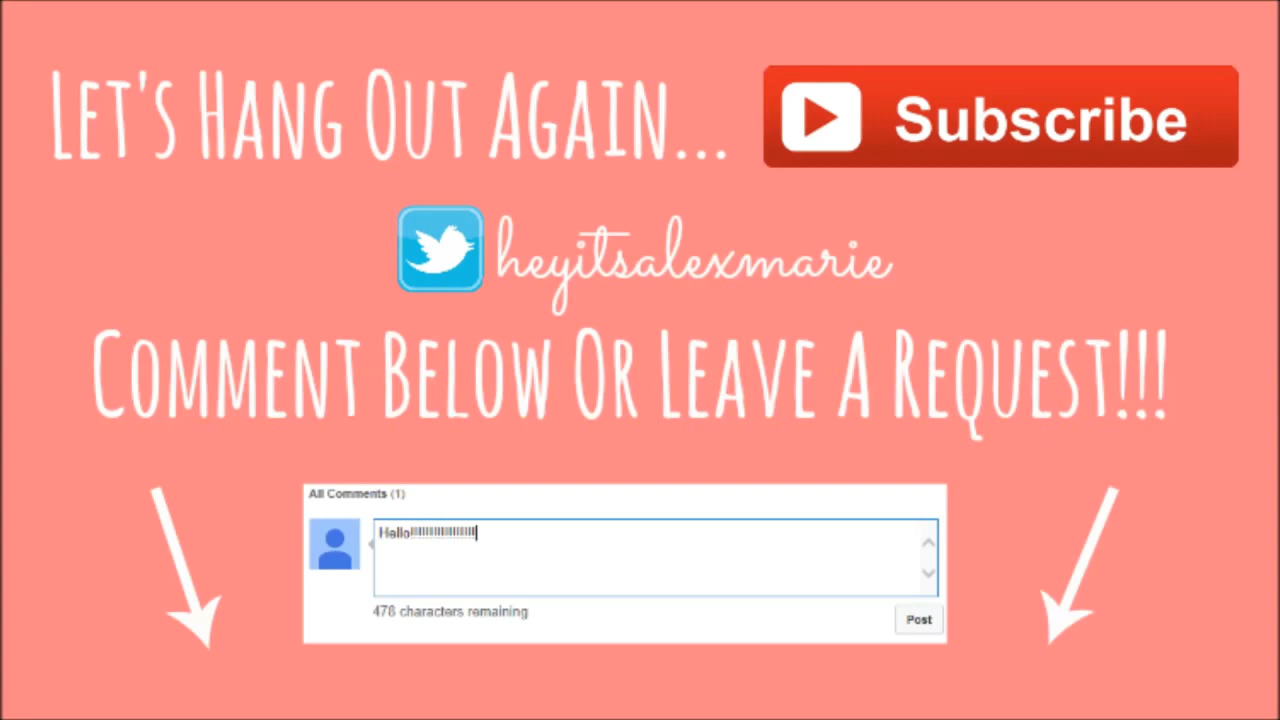 Let's Hang Out Again...
Subscribe
heyitsalexmarie
Comment Below Or Leave A Request!!!
All Comments (1)
Hello!!!!!!!!!!!!!!!!!
478 characters remaining
Post